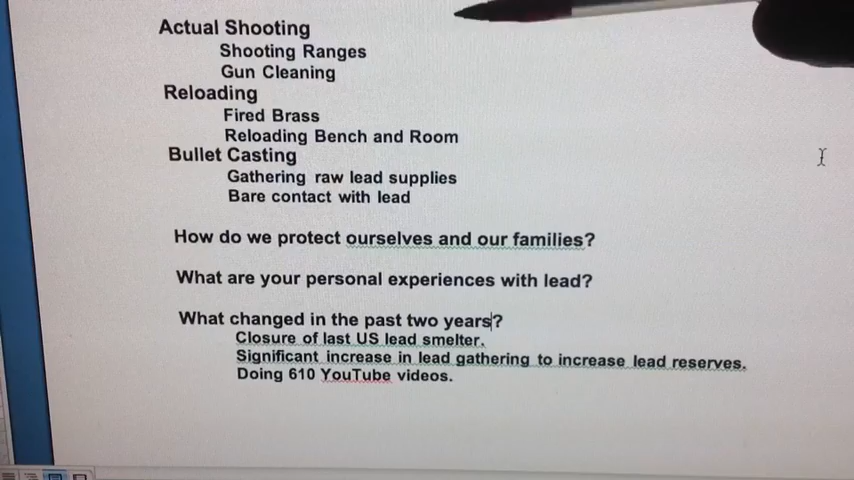 Actual Shooting
Shooting Ranges
Gun Cleaning
Reloading
Fired Brass
Reloading Bench and Room
Bullet Casting
Gathering raw lead supplies
Bare contact with lead
How do we protect ourselves and our families?
What are your personal experiences with lead?
What changed in the past two years?
Closure of last US lead smelter.
Significant increase in lead gathering to increase lead reserves.
Doing 610 YouTube videos.